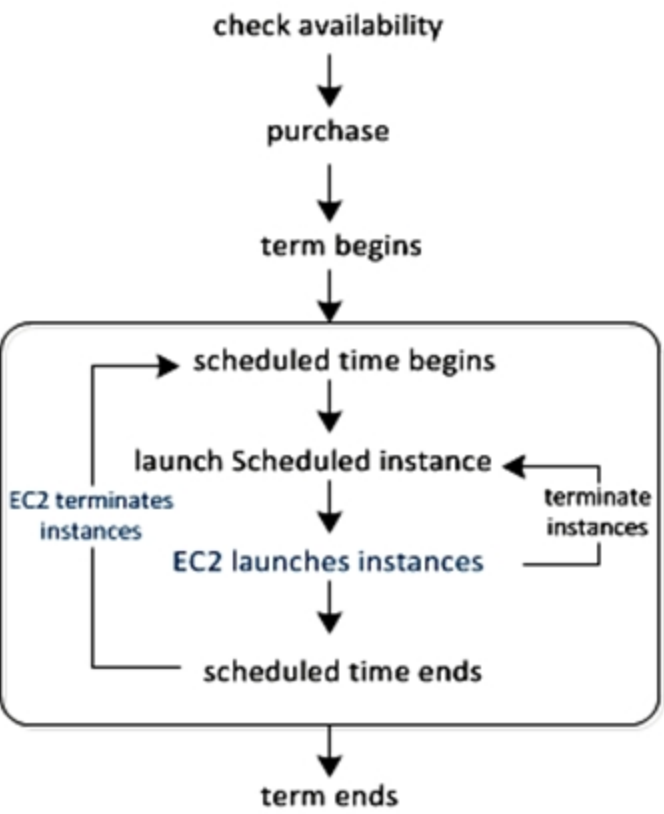 check availability
purchase
term begins
scheduled time begins
launch Scheduled instance
EC2 terminates
instances
terminate
instances
EC2 launches instances
scheduled time ends
term ends